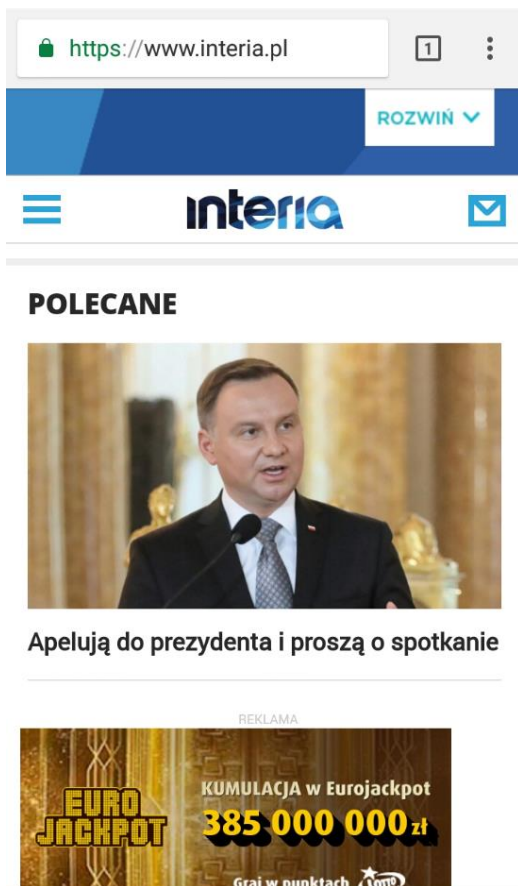 https://www.interia.pl
1
ROZWIŃ
interia
POLECANE
Apelują do prezydenta i proszą o spotkanie
REKLAMA
EURO
JACKPOT
KUMULACJA w Eurojackpot
385 000 000 zł
Graj w punktach LOTTO